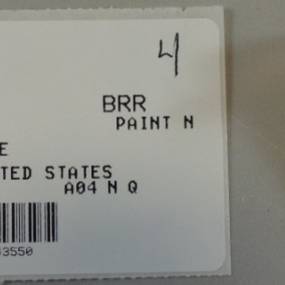 4
BRR
PAINT N
E
TED STATES
A04 N Q
3550